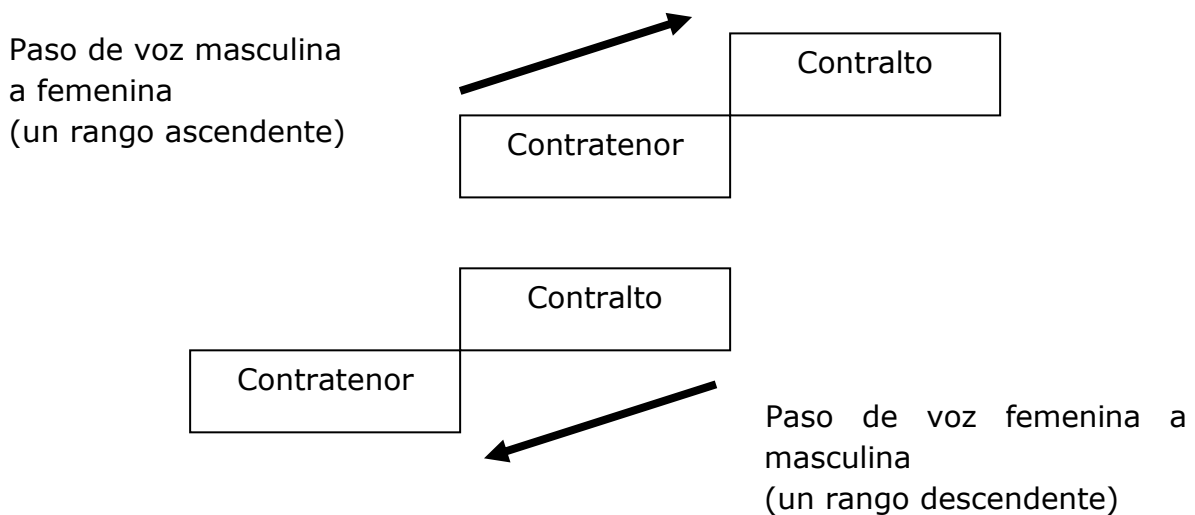 Paso de voz masculina
a femenina
(un rango ascendente)
Contralto
Contratenor
Contralto
Contratenor
Paso de voz femenina a
masculina
(un rango descendente)